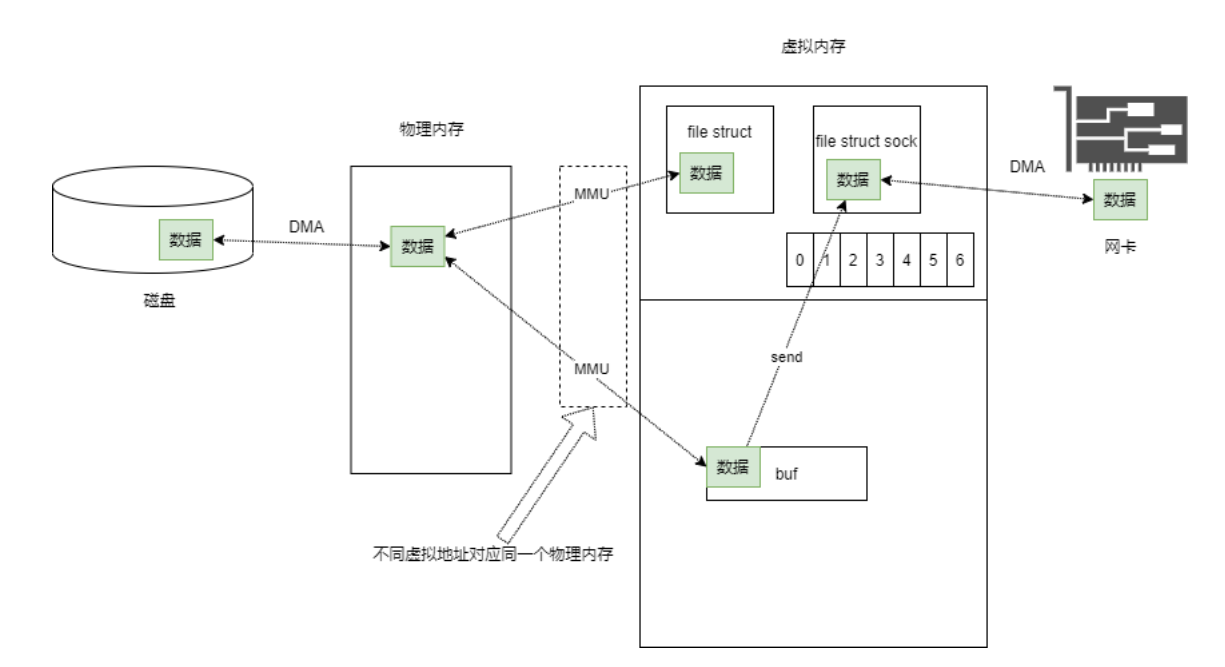 虚拟内存
物理内存
file struct
数据
file struct sock
数据
DMA
数据
网卡
MMU
数据
DMA
数据
磁盘
0 1 2 3 4 5 6
MMU
send
数据
buf
不同虚拟地址对应同一个物理内存